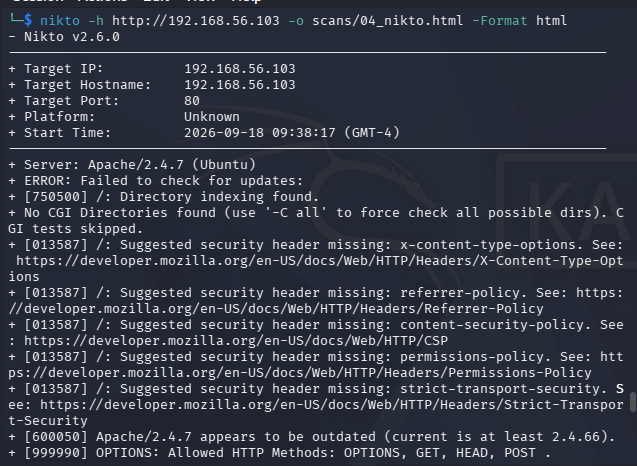 └─$ nikto -h http://192.168.56.103 -o scans/04_nikto.html -Format html
- Nikto v2.6.0
---------------------------------------------------------------------------
+ Target IP:          192.168.56.103
+ Target Hostname:    192.168.56.103
+ Target Port:        80
+ Platform:           Unknown
+ Start Time:         2026-09-18 09:38:17 (GMT-4)
---------------------------------------------------------------------------
+ Server: Apache/2.4.7 (Ubuntu)
+ ERROR: Failed to check for updates:
+ [750500] /: Directory indexing found.
+ No CGI Directories found (use '-C all' to force check all possible dirs). C
GI tests skipped.
+ [013587] /: Suggested security header missing: x-content-type-options. See:
 https://developer.mozilla.org/en-US/docs/Web/HTTP/Headers/X-Content-Type-Opt
ions
+ [013587] /: Suggested security header missing: referrer-policy. See: https:
//developer.mozilla.org/en-US/docs/Web/HTTP/Headers/Referrer-Policy
+ [013587] /: Suggested security header missing: content-security-policy. See
: https://developer.mozilla.org/en-US/docs/Web/HTTP/CSP
+ [013587] /: Suggested security header missing: permissions-policy. See: htt
ps://developer.mozilla.org/en-US/docs/Web/HTTP/Headers/Permissions-Policy
+ [013587] /: Suggested security header missing: strict-transport-security. S
ee: https://developer.mozilla.org/en-US/docs/Web/HTTP/Headers/Strict-Transpor
t-Security
+ [600050] Apache/2.4.7 appears to be outdated (current is at least 2.4.66).
+ [999990] OPTIONS: Allowed HTTP Methods: OPTIONS, GET, HEAD, POST .